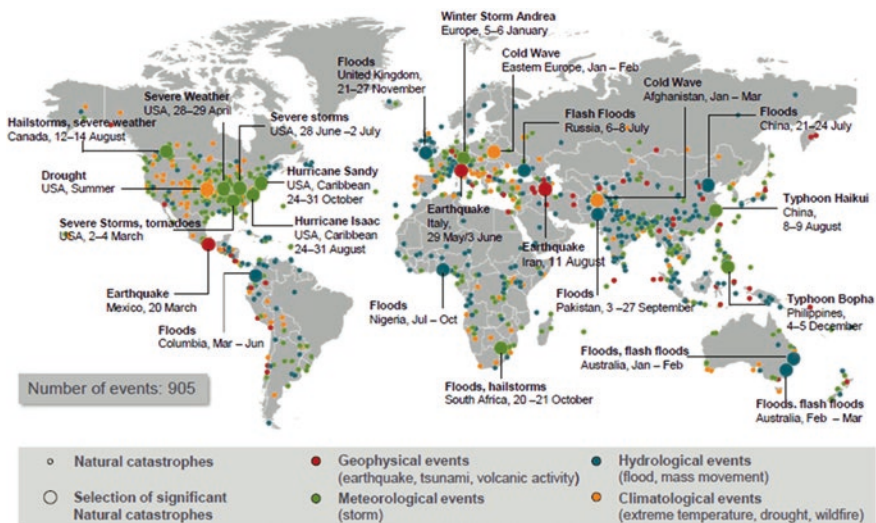 Winter Storm Andrea
Europe, 5–6 January
Floods
United Kingdom,
21–27 November
Cold Wave
Eastern Europe, Jan – Feb
Cold Wave
Afghanistan, Jan – Mar
Severe Weather
USA, 28–29 April
Hailstorms, severe weather
Canada, 12–14 August
Severe storms
USA, 28 June –2 July
Flash Floods
Russia, 6–8 July
Floods
China, 21–24 July
Drought
USA, Summer
Hurricane Sandy
USA, Caribbean
24–31 October
Severe Storms, tornadoes
USA, 2–4 March
Hurricane Isaac
USA, Caribbean
24–31 August
Earthquake
Italy,
29 May/3 June
Earthquake
Iran, 11 August
Typhoon Haikui
China,
8–9 August
Earthquake
Mexico, 20 March
Floods
Columbia, Mar – Jun
Floods
Nigeria, Jul – Oct
Floods
Pakistan, 3 –27 September
Typhoon Bopha
Philippines,
4–5 December
Floods, flash floods
Australia, Jan – Feb
Floods, hailstorms
South Africa, 20 –21 October
Floods. flash floods
Australia, Feb – Mar
Number of events: 905
Natural catastrophes
Selection of significant
Natural catastrophes
Geophysical events
(earthquake, tsunami, volcanic activity)
Meteorological events
(storm)
Hydrological events
(flood, mass movement)
Climatological events
(extreme temperature, drought, wildfire)